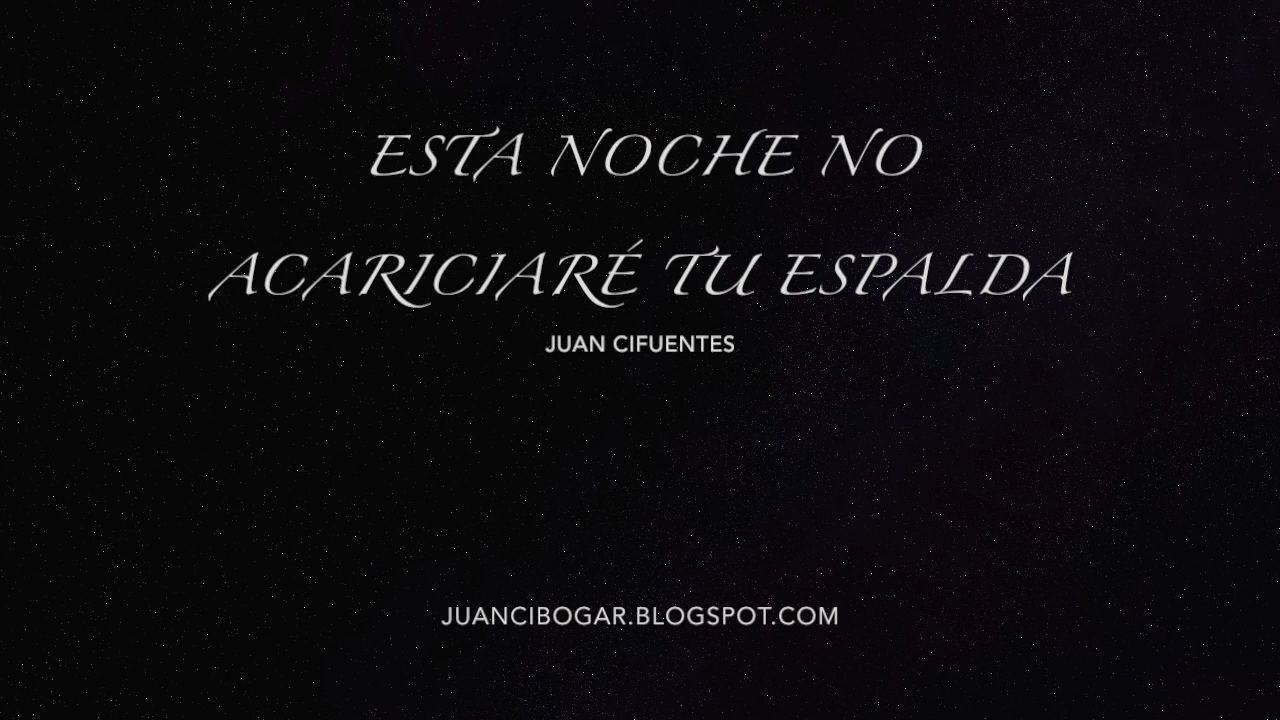 ESTA NOCHE NO
ACARICIARÉ TU ESPALDA
JUAN CIFUENTES
JUANCIBOGAR.BLOGSPOT.COM